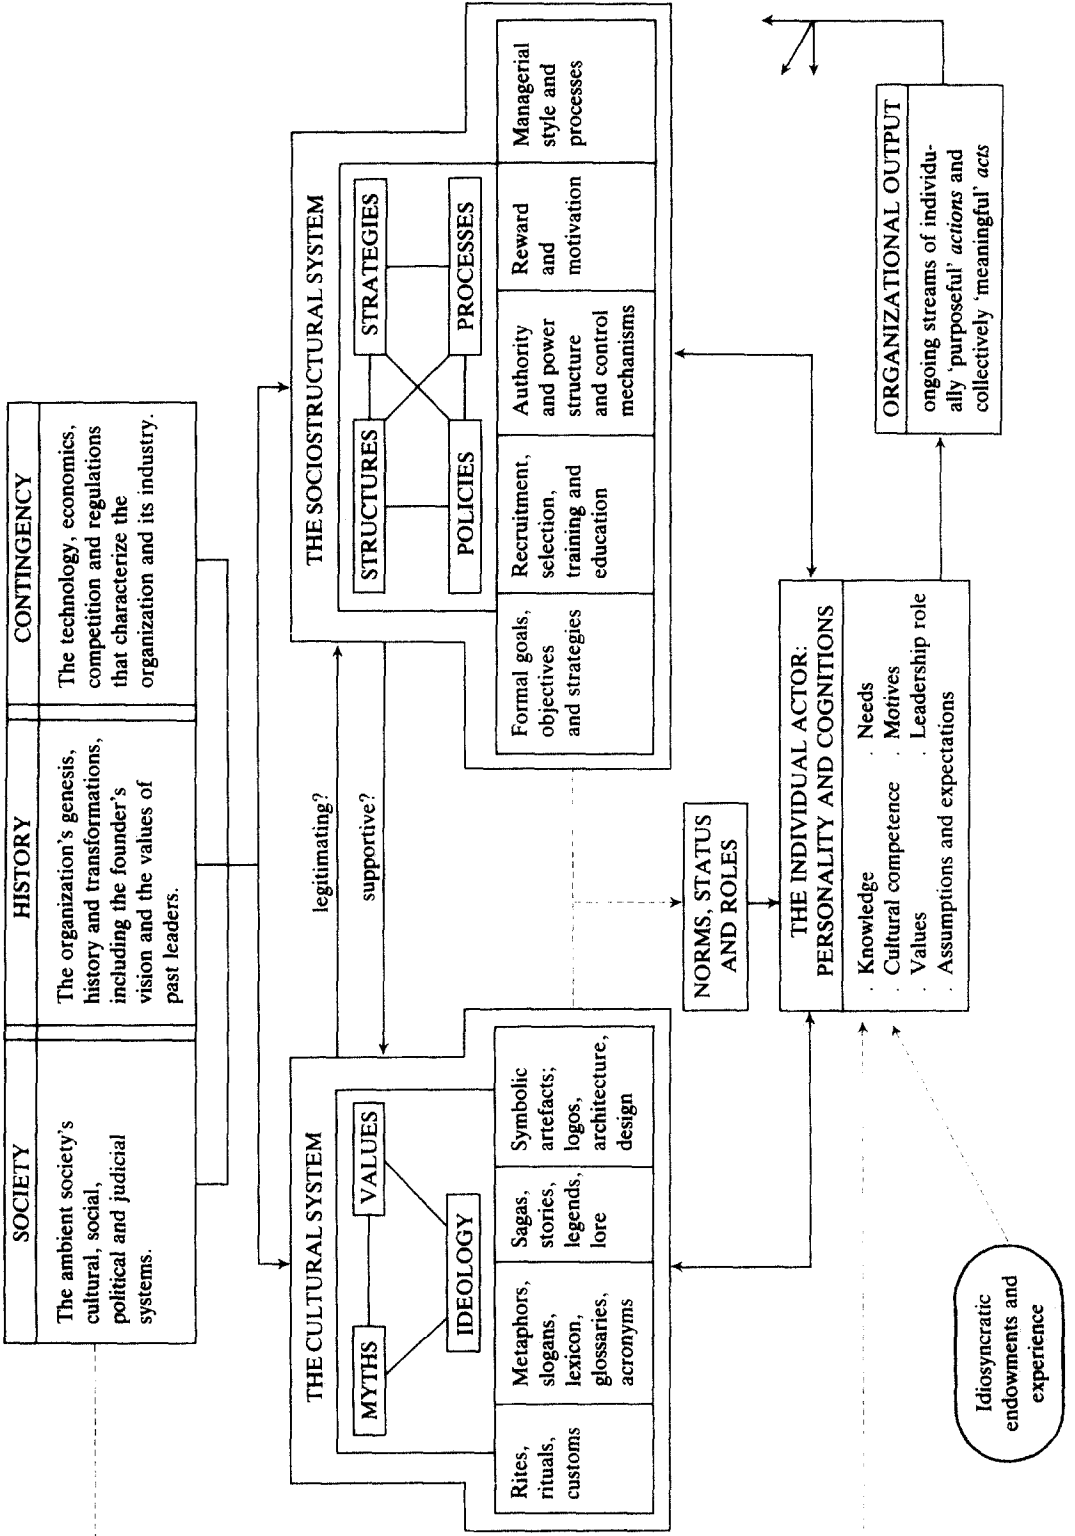 SOCIETY
The ambient society's
cultural, social,
political and judicial
systems.
HISTORY
The organization's genesis,
history and transformations,
including the founder's
vision and the values of
past leaders.
CONTINGENCY
The technology, economics,
competition and regulations
that characterize the
organization and its industry.
THE CULTURAL SYSTEM
MYTHS
VALUES
IDEOLOGY
Rites,
rituals,
customs
Metaphors,
slogans,
lexicon,
glossaries,
acronyms
Sagas,
stories,
legends,
lore
Symbolic
artefacts;
logos,
architecture,
design
legitimating?
supportive?
THE SOCIOSTRUCTURAL SYSTEM
STRUCTURES
STRATEGIES
POLICIES
PROCESSES
Formal goals,
objectives
and strategies
Recruitment,
selection,
training and
education
Authority
and power
structure
and control
mechanisms
Reward
and
motivation
Managerial
style and
processes
NORMS, STATUS
AND ROLES
THE INDIVIDUAL ACTOR:
PERSONALITY AND COGNITIONS
. Knowledge . Needs
. Cultural competence . Motives
. Values . Leadership role
. Assumptions and expectations
Idiosyncratic
endowments and
experience
ORGANIZATIONAL OUTPUT
ongoing streams of individu-
ally 'purposeful' actions and
collectively 'meaningful' acts